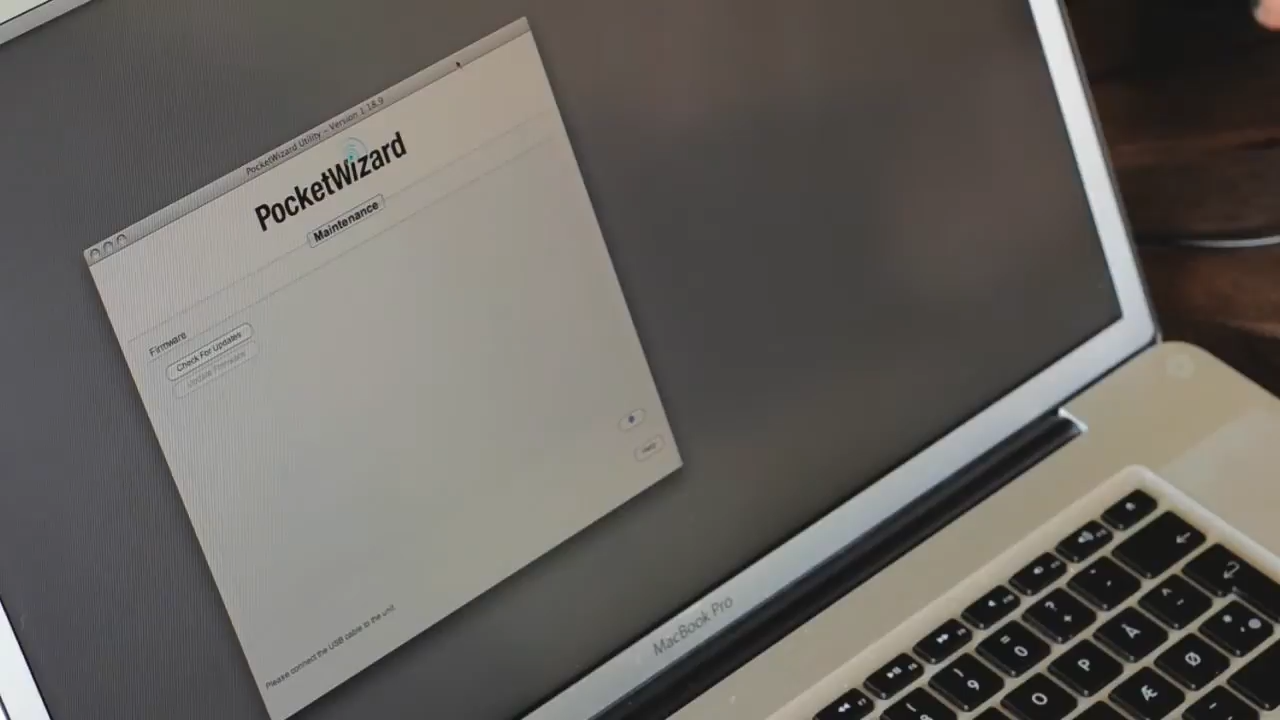 PocketWizard Utility - Version 1.18.9
PocketWizard
Maintenance
Firmware
Check For Updates
Update Firmware
Help
Please connect the USB cable to the unit.
MacBook Pro
Å
P
Ø
O
Æ